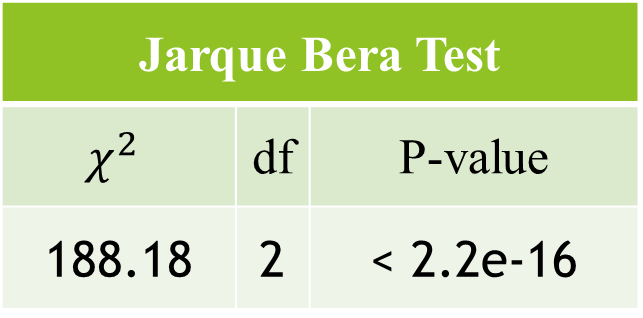 Jarque Bera Test
χ² df P-value
188.18 2 < 2.2e-16